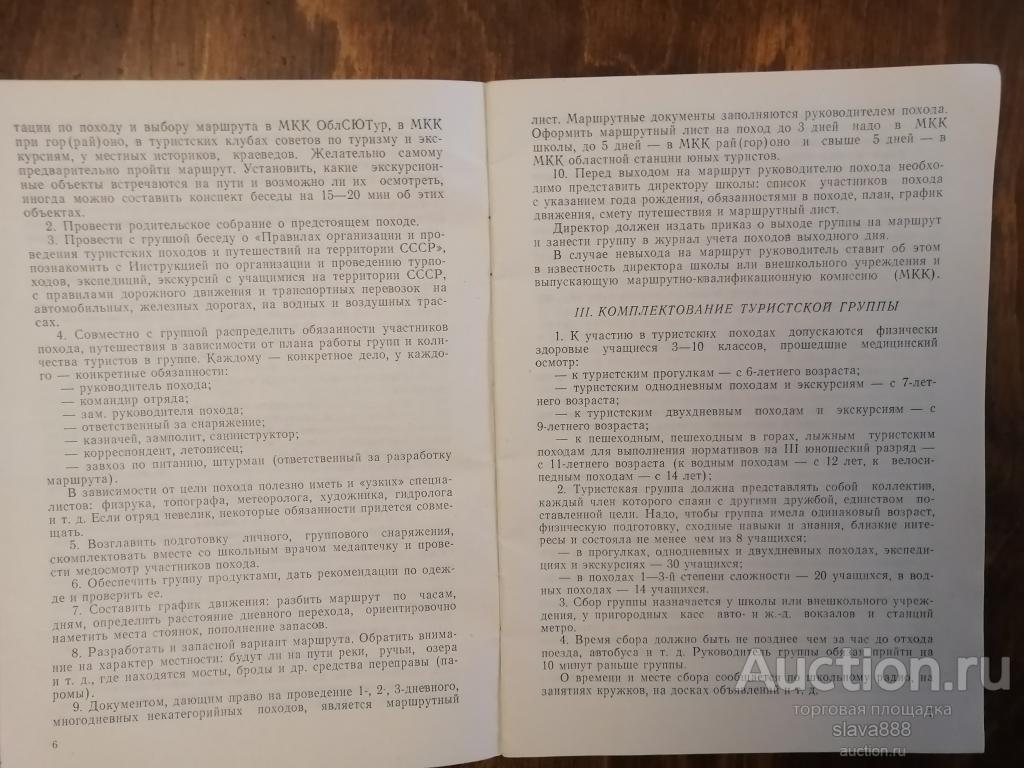 тации по походу и выбору маршрута в МКК ОблСЮТур, в МКК
при гор(рай)оно, в туристских клубах советов по туризму и экс-
курсиям, у местных историков, краеведов. Желательно самому
предварительно пройти маршрут. Установить, какие экскурсион-
ные объекты встречаются на пути и возможно ли их осмотреть,
иногда можно составить конспект беседы на 15—20 мин об этих
объектах.
2. Провести родительское собрание о предстоящем походе.
3. Провести с группой беседу о «Правилах организации и про-
ведения туристских походов и путешествий на территории СССР»,
познакомить с Инструкцией по организации и проведению турпо-
ходов, экспедиций, экскурсий с учащимися на территории СССР,
с правилами дорожного движения и транспортных перевозок на
автомобильных, железных дорогах, на водных и воздушных трас-
сах.
4. Совместно с группой распределить обязанности участников
похода, путешествия в зависимости от плана работы групп и коли-
чества туристов в группе. Каждому — конкретное дело, у каждо-
го — конкретные обязанности:
— руководитель похода;
— командир отряда;
— зам. руководителя похода;
— ответственный за снаряжение;
— казначей, замполит, санинструктор;
— корреспондент, летописец;
— завхоз по питанию, штурман (ответственный за разработку
маршрута).
В зависимости от цели похода полезно иметь и «узких» специа-
листов: физрука, топографа, метеоролога, художника, гидролога
и т. д. Если отряд невелик, некоторые обязанности придется совме-
щать.
5. Возглавить подготовку личного, группового снаряжения,
скомплектовать вместе со школьным врачом медаптечку и прове-
сти медосмотр участников похода.
6. Обеспечить группу продуктами, дать рекомендации по одеж-
де и проверить ее.
7. Составить график движения: разбить маршрут по часам,
дням, определить расстояние дневного перехода, ориентировочно
наметить места стоянок, пополнение запасов.
8. Разработать и запасной вариант маршрута. Обратить внима-
ние на характер местности: будут ли на пути реки, ручьи, озера
и т. д., где находятся мосты, броды и др. средства переправы (па-
ромы).
9. Документом, дающим право на проведение 1-, 2-, 3-дневного,
многодневных некатегорийных походов, является маршрутный
6
лист. Маршрутные документы заполняются руководителем похода.
Оформить маршрутный лист на поход до 3 дней надо в МКК
школы, до 5 дней — в МКК рай(гор)оно и свыше 5 дней — в
МКК областной станции юных туристов.
10. Перед выходом на маршрут руководителю похода необхо-
димо представить директору школы: список участников похода
с указанием года рождения, обязанностями в походе, план, график
движения, смету путешествия и маршрутный лист.
Директор должен издать приказ о выходе группы на маршрут
и занести группу в журнал учета походов выходного дня.
В случае невыхода на маршрут руководитель ставит об этом
в известность директора школы или внешкольного учреждения и
выпускающую маршрутно-квалификационную комиссию (МКК).
III. КОМПЛЕКТОВАНИЕ ТУРИСТСКОЙ ГРУППЫ
1. К участию в туристских походах допускаются физически
здоровые учащиеся 3—10 классов, прошедшие медицинский
осмотр:
— к туристским прогулкам — с 6-летнего возраста;
— туристским однодневным походам и экскурсиям — с 7-лет-
него возраста;
— к туристским двухдневным походам и экскурсиям — с
9-летнего возраста;
— к пешеходным, пешеходным в горах, лыжным туристским
походам для выполнения нормативов на III юношеский разряд —
с 11-летнего возраста (к водным походам — с 12 лет, к велоси-
педным походам — с 14 лет);
2. Туристская группа должна представлять собой коллектив,
каждый член которого спаян с другими дружбой, единством по-
ставленной цели. Надо, чтобы группа имела одинаковый возраст,
физическую подготовку, сходные навыки и знания, близкие инте-
ресы и состояла не менее чем из 8 учащихся;
— в прогулках, однодневных и двухдневных походах, экспеди-
циях и экскурсиях — 30 учащихся;
— в походах 1—3-й степени сложности — 20 учащихся, в вод-
ных походах — 14 учащихся.
3. Сбор группы назначается у школы или внешкольного учреж-
дения, у пригородных касс авто- и ж.-д. вокзалов и станций
метро.
4. Время сбора должно быть не позднее чем за час до отхода
поезда, автобуса и т. д. Руководитель группы обязан прийти на
10 минут раньше группы.
О времени и месте сбора сообщается по школьному радио, на
занятиях кружков, на досках объявлений и т. д.
Auction.ru
торговая площадка
slava888
auction.ru